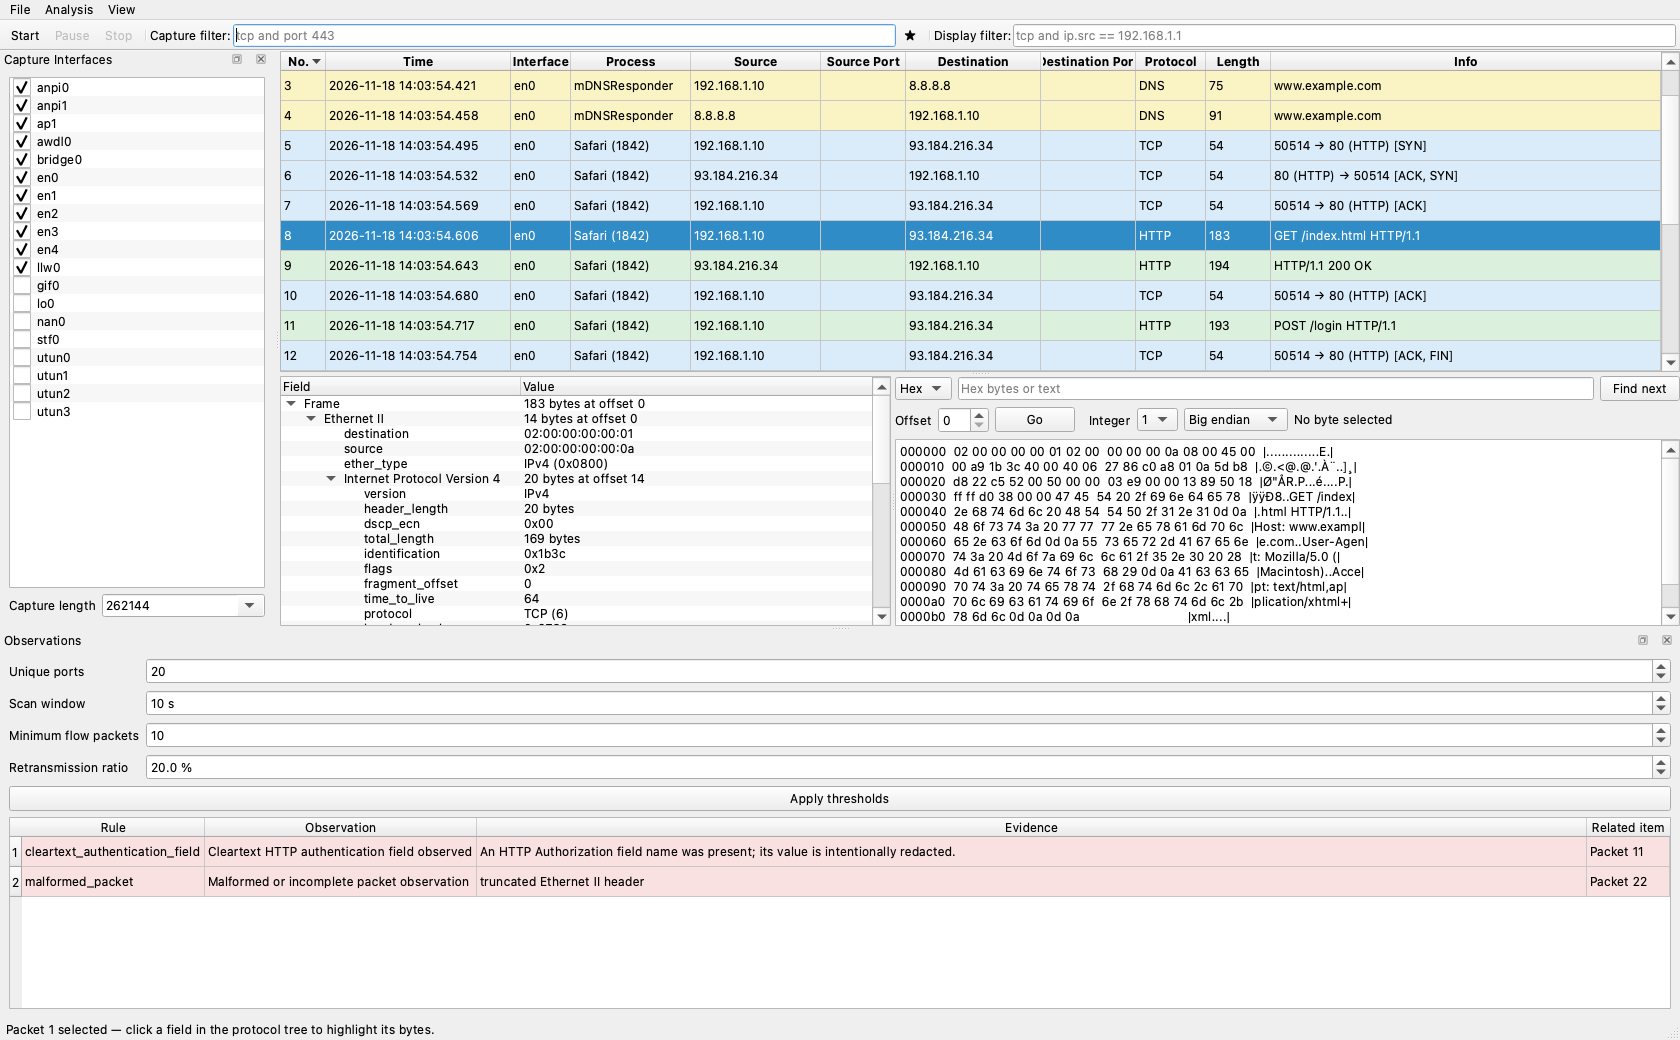 File Analysis View
Start Pause Stop Capture filter: tcp and port 443 ★ Display filter: tcp and ip.src == 192.168.1.1
Capture Interfaces
anpi0
anpi1
ap1
awdl0
bridge0
en0
en1
en2
en3
en4
llw0
gif0
lo0
nan0
stf0
utun0
utun1
utun2
utun3
Capture length 262144
No. Time Interface Process Source Source Port Destination Destination Por Protocol Length Info
3 2026-11-18 14:03:54.421 en0 mDNSResponder 192.168.1.10 8.8.8.8 DNS 75 www.example.com
4 2026-11-18 14:03:54.458 en0 mDNSResponder 8.8.8.8 192.168.1.10 DNS 91 www.example.com
5 2026-11-18 14:03:54.495 en0 Safari (1842) 192.168.1.10 93.184.216.34 TCP 54 50514 → 80 (HTTP) [SYN]
6 2026-11-18 14:03:54.532 en0 Safari (1842) 93.184.216.34 192.168.1.10 TCP 54 80 (HTTP) → 50514 [ACK, SYN]
7 2026-11-18 14:03:54.569 en0 Safari (1842) 192.168.1.10 93.184.216.34 TCP 54 50514 → 80 (HTTP) [ACK]
8 2026-11-18 14:03:54.606 en0 Safari (1842) 192.168.1.10 93.184.216.34 HTTP 183 GET /index.html HTTP/1.1
9 2026-11-18 14:03:54.643 en0 Safari (1842) 93.184.216.34 192.168.1.10 HTTP 194 HTTP/1.1 200 OK
10 2026-11-18 14:03:54.680 en0 Safari (1842) 192.168.1.10 93.184.216.34 TCP 54 50514 → 80 (HTTP) [ACK]
11 2026-11-18 14:03:54.717 en0 Safari (1842) 192.168.1.10 93.184.216.34 HTTP 193 POST /login HTTP/1.1
12 2026-11-18 14:03:54.754 en0 Safari (1842) 192.168.1.10 93.184.216.34 TCP 54 50514 → 80 (HTTP) [ACK, FIN]
Field Value
Frame 183 bytes at offset 0
Ethernet II 14 bytes at offset 0
destination 02:00:00:00:00:01
source 02:00:00:00:00:0a
ether_type IPv4 (0x0800)
Internet Protocol Version 4 20 bytes at offset 14
version IPv4
header_length 20 bytes
dscp_ecn 0x00
total_length 169 bytes
identification 0x1b3c
flags 0x2
fragment_offset 0
time_to_live 64
protocol TCP (6)
Hex Hex bytes or text Find next
Offset 0 Go Integer 1 Big endian No byte selected
000000 02 00 00 00 00 01 02 00 00 00 00 0a 08 00 45 00 |..............E.|
000010 00 a9 1b 3c 40 00 40 06 27 86 c0 a8 01 0a 5d b8 |.©.<@.@.'.À¨..]¸|
000020 d8 22 c5 52 00 50 00 00 03 e9 00 00 13 89 50 18 |Ø"ÅR.P...é....P.|
000030 ff ff d0 38 00 00 47 45 54 20 2f 69 6e 64 65 78 |ÿÿÐ8..GET /index|
000040 2e 68 74 6d 6c 20 48 54 54 50 2f 31 2e 31 0d 0a |.html HTTP/1.1..|
000050 48 6f 73 74 3a 20 77 77 77 2e 65 78 61 6d 70 6c |Host: www.exampl|
000060 65 2e 63 6f 6d 0d 0a 55 73 65 72 2d 41 67 65 6e |e.com..User-Agen|
000070 74 3a 20 4d 6f 7a 69 6c 6c 61 2f 35 2e 30 20 28 |t: Mozilla/5.0 (|
000080 4d 61 63 69 6e 74 6f 73 68 29 0d 0a 41 63 63 65 |Macintosh)..Acce|
000090 70 74 3a 20 74 65 78 74 2f 68 74 6d 6c 2c 61 70 |pt: text/html,ap|
0000a0 70 6c 69 63 61 74 69 6f 6e 2f 78 68 74 6d 6c 2b |plication/xhtml+|
0000b0 78 6d 6c 0d 0a 0d 0a |xml....|
Observations
Unique ports 20
Scan window 10 s
Minimum flow packets 10
Retransmission ratio 20.0 %
Apply thresholds
Rule Observation Evidence Related item
1 cleartext_authentication_field Cleartext HTTP authentication field observed An HTTP Authorization field name was present; its value is intentionally redacted. Packet 11
2 malformed_packet Malformed or incomplete packet observation truncated Ethernet II header Packet 22
Packet 1 selected — click a field in the protocol tree to highlight its bytes.